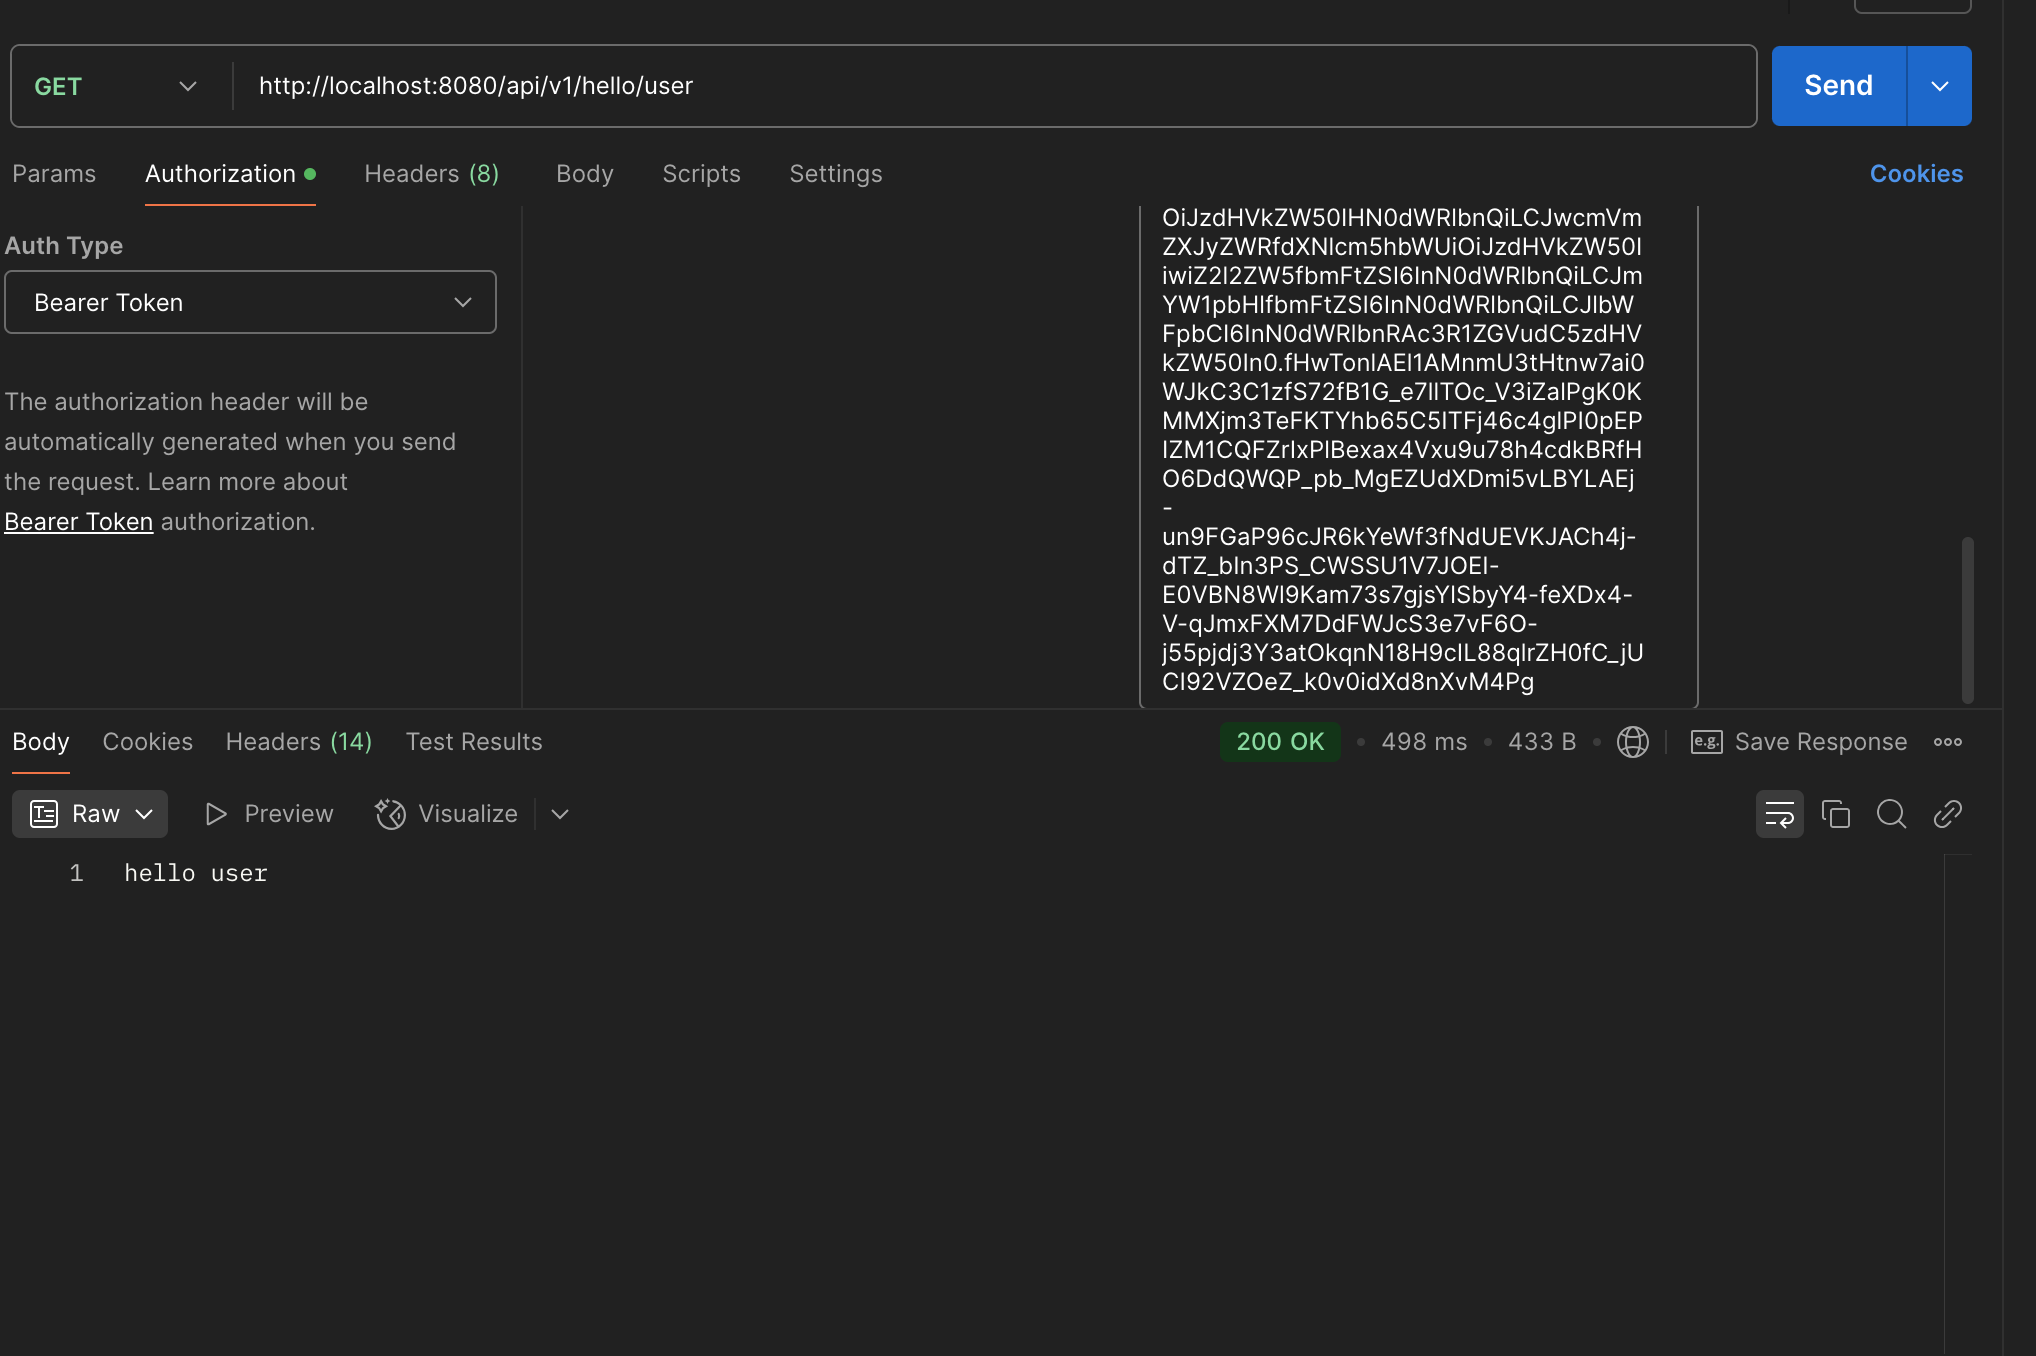 GET
http://localhost:8080/api/v1/hello/user
Send
Params
Authorization
Headers (8)
Body
Scripts
Settings
Cookies
Auth Type
Bearer Token
The authorization header will be
automatically generated when you send
the request. Learn more about
Bearer Token authorization.
OiJzdHVkZW50IHN0dWRlbnQiLCJwcmVm
ZXJyZWRfdXNlcm5hbWUiOiJzdHVkZW50I
iwiZ2l2ZW5fbmFtZSI6InN0dWRlbnQiLCJm
YW1pbHlfbmFtZSI6InN0dWRlbnQiLCJlbW
FpbCI6InN0dWRlbnRAc3R1ZGVudC5zdHV
kZW50In0.fHwTonlAEl1AMnmU3tHtnw7ai0
WJkC3C1zfS72fB1G_e7lITOc_V3iZalPgK0K
MMXjm3TeFKTYhb65C5ITFj46c4glPI0pEP
IZM1CQFZrIxPlBexax4Vxu9u78h4cdkBRfH
O6DdQWQP_pb_MgEZUdXDmi5vLBYLAEj
-
un9FGaP96cJR6kYeWf3fNdUEVKJACh4j-
dTZ_bIn3PS_CWSSU1V7JOEI-
E0VBN8Wl9Kam73s7gjsYlSbyY4-feXDx4-
V-qJmxFXM7DdFWJcS3e7vF6O-
j55pjdj3Y3atOkqnN18H9cIL88qlrZH0fC_jU
CI92VZOeZ_k0v0idXd8nXvM4Pg
Body
Cookies
Headers (14)
Test Results
200 OK
498 ms
433 B
e.g.
Save Response
Raw
Preview
Visualize
1
hello user